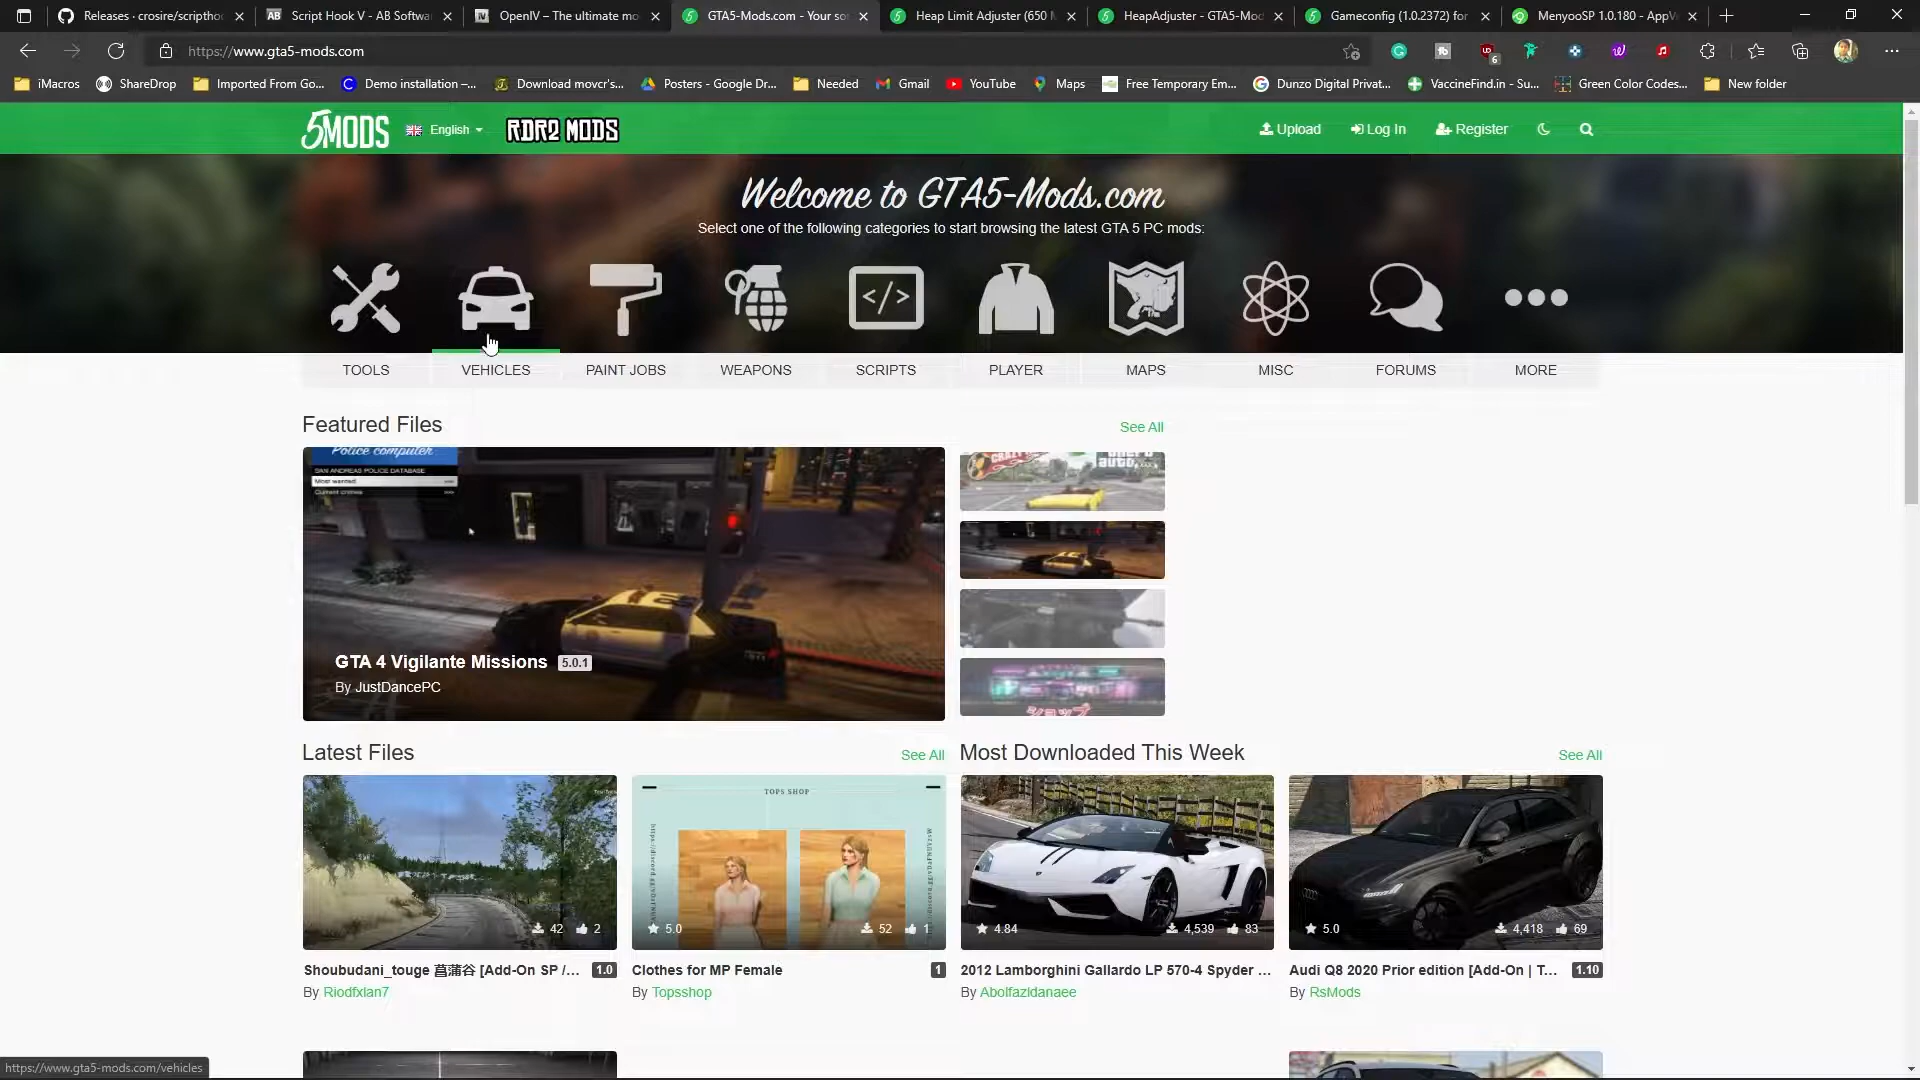 Releases · crosire/scriptho
Script Hook V - AB Softwa
OpenIV – The ultimate mo
GTA5-Mods.com - Your so
Heap Limit Adjuster (650 M
HeapAdjuster - GTA5-Mod
Gameconfig (1.0.2372) for
MenyooSP 1.0.180 - AppV
https://www.gta5-mods.com
iMacros
ShareDrop
Imported From Go...
Demo installation –...
Download movcr's...
Posters - Google Dr...
Needed
Gmail
YouTube
Maps
Free Temporary Em...
Dunzo Digital Privat...
VaccineFind.in - Su...
Green Color Codes...
New folder
5MODS
English
RDR2 MODS
Upload
Log In
Register
Welcome to GTA5-Mods.com
Select one of the following categories to start browsing the latest GTA 5 PC mods:
TOOLS
VEHICLES
PAINT JOBS
WEAPONS
SCRIPTS
PLAYER
MAPS
MISC
FORUMS
MORE
Featured Files
See All
Police computer
SAN ANDREAS POLICE DATABASE
Most wanted
Current crimes
GTA 4 Vigilante Missions 5.0.1
By JustDancePC
Latest Files
See All
Most Downloaded This Week
See All
TOPS SHOP
42 2
5.0 52 1
4.84 4,539 83
5.0 4,418 69
Shoubudani_touge 菖蒲谷 [Add-On SP /... 1.0
By Riodfxlan7
Clothes for MP Female 1
By Topsshop
2012 Lamborghini Gallardo LP 570-4 Spyder ...
By Abolfazldanaee
Audi Q8 2020 Prior edition [Add-On | T... 1.10
By RsMods
https://www.gta5-mods.com/vehicles